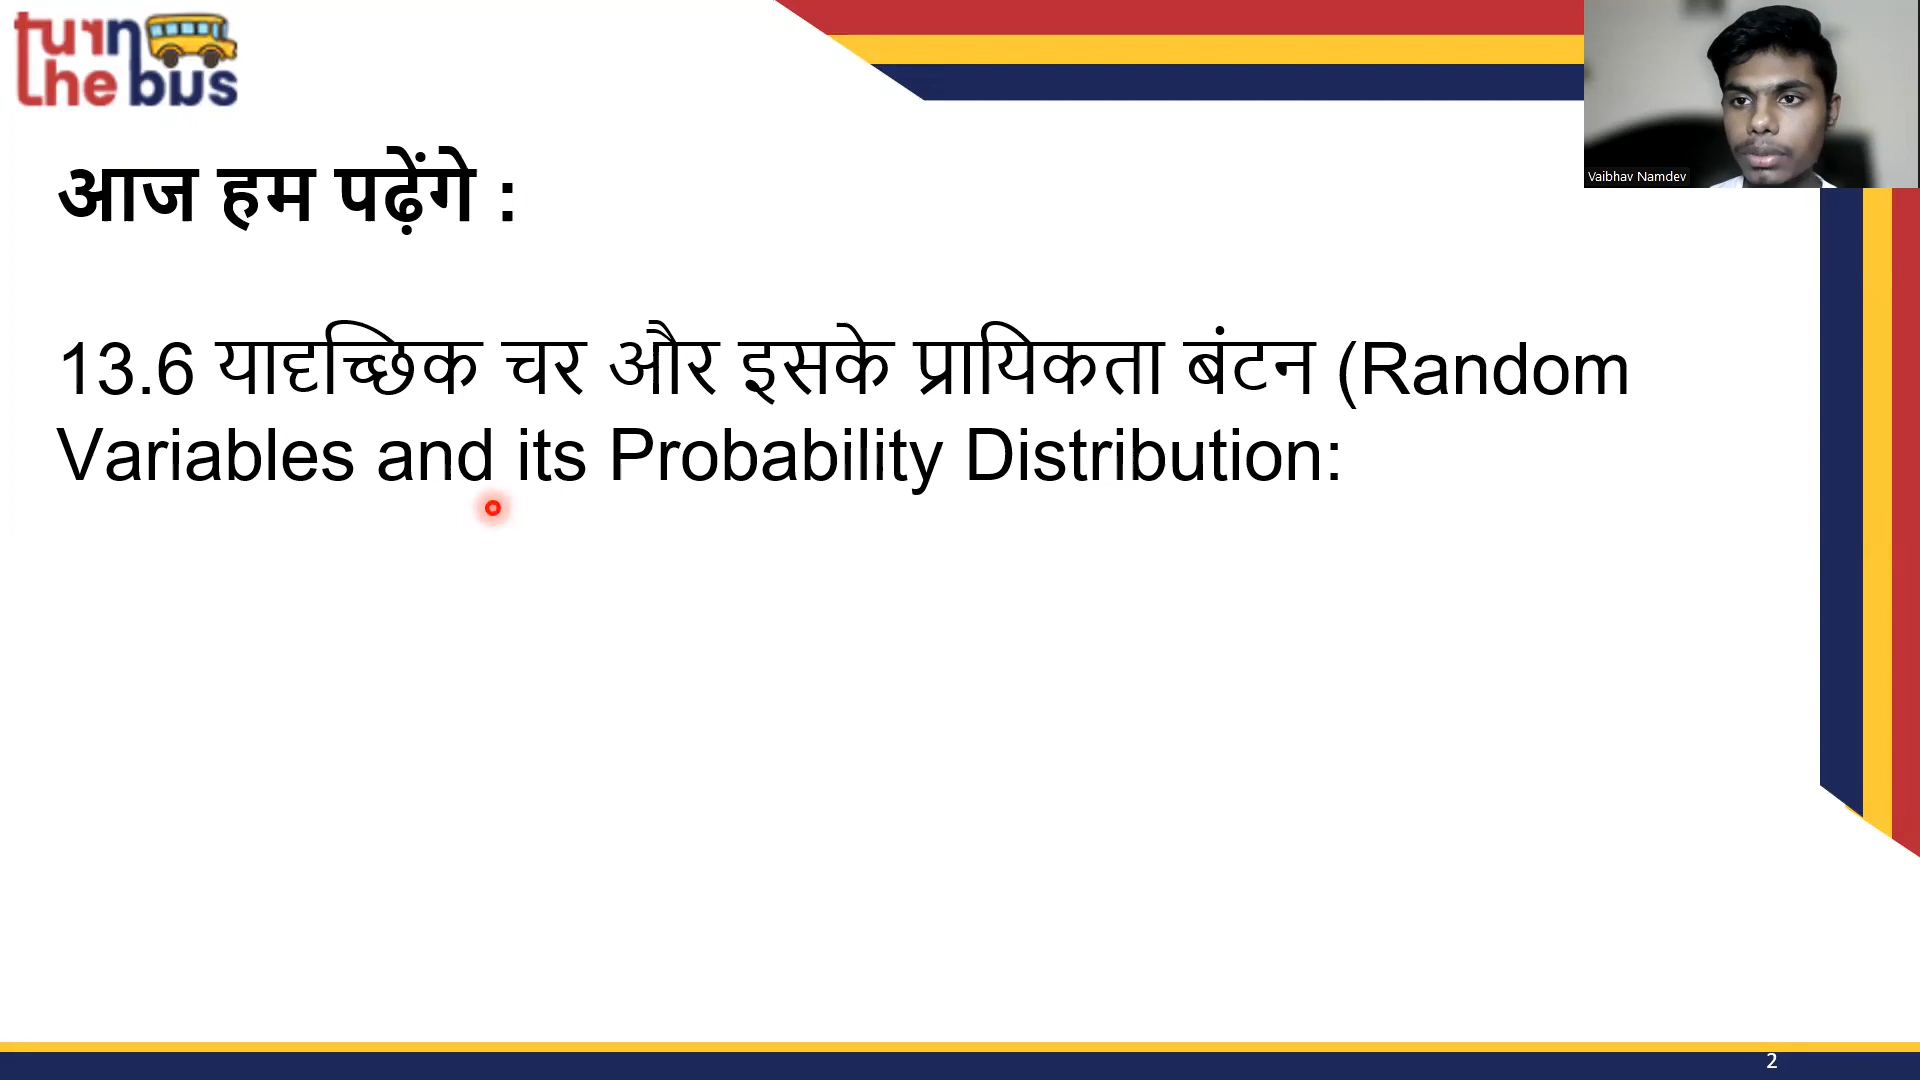 turn
the bus
Vaibhav Namdev
आज हम पढ़ेंगे :
13.6 यादृच्छिक चर और इसके प्रायिकता बंटन (Random
Variables and its Probability Distribution:
2